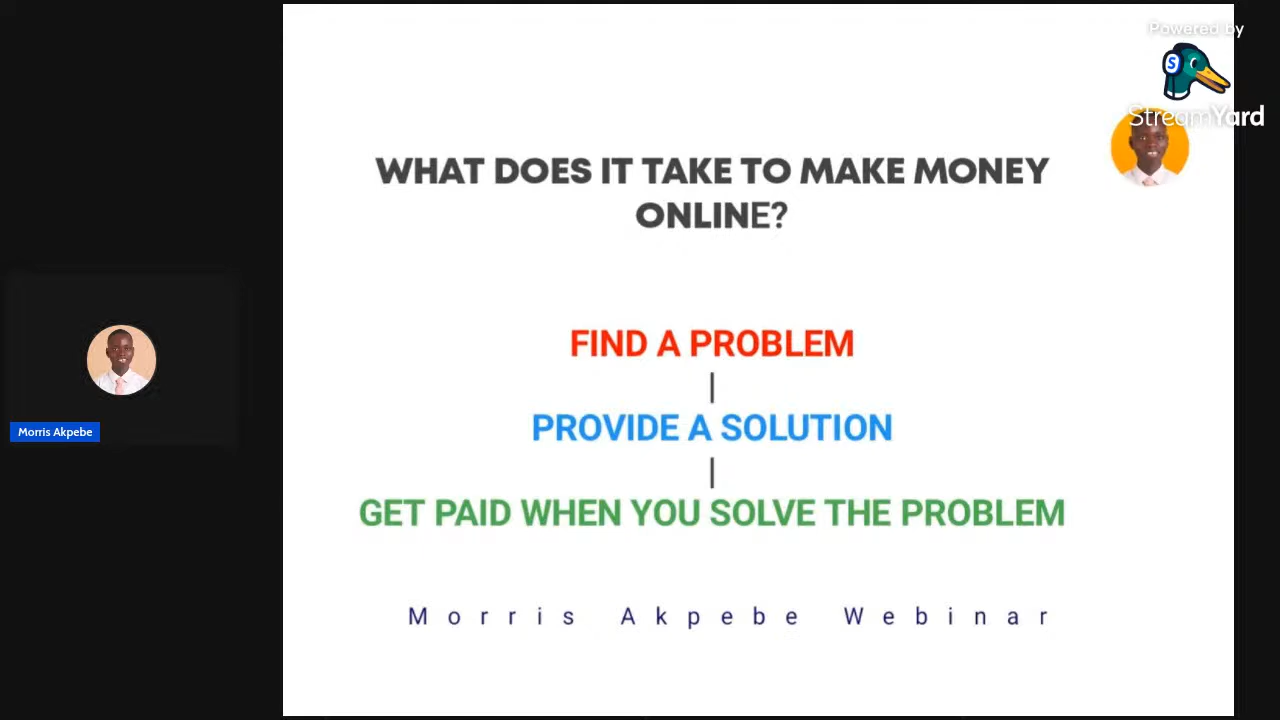 Powered by
S
StreamYard
WHAT DOES IT TAKE TO MAKE MONEY
ONLINE?
FIND A PROBLEM
|
PROVIDE A SOLUTION
|
GET PAID WHEN YOU SOLVE THE PROBLEM
Morris Akpebe
Morris Akpebe Webinar